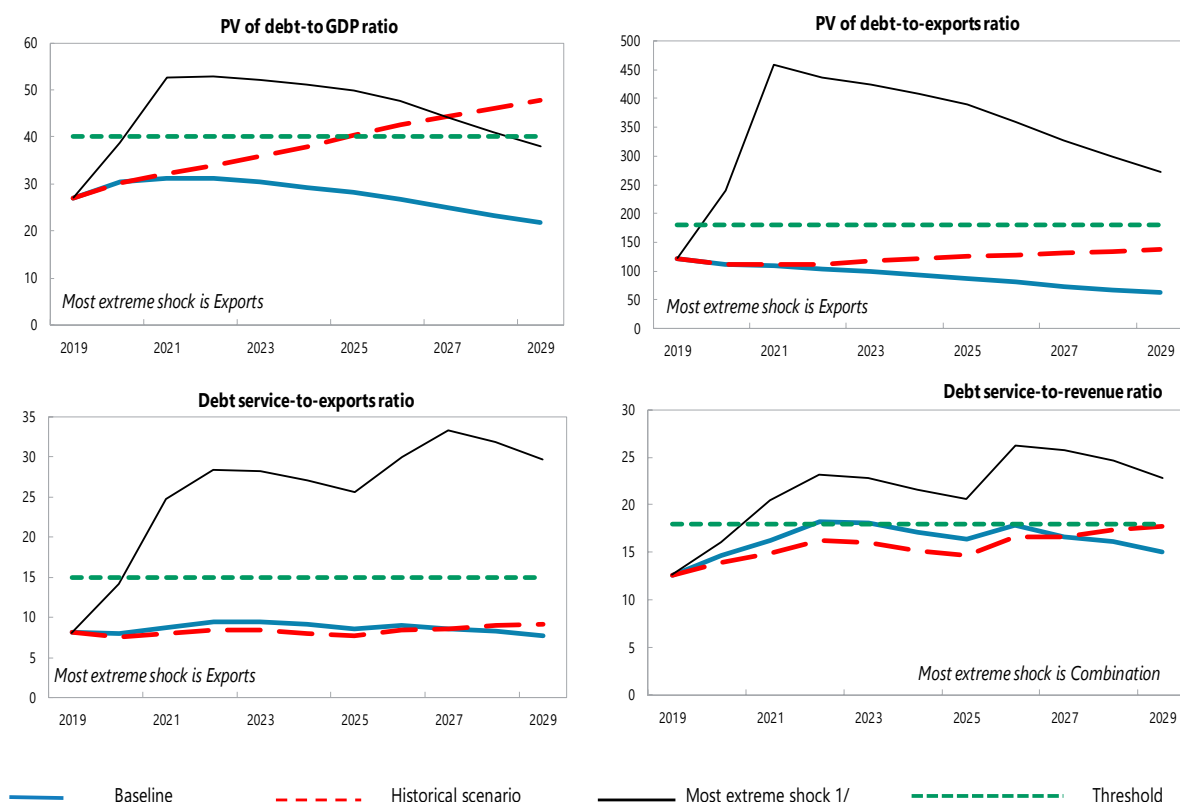 PV of debt-to GDP ratio
60
50
40
30
20
10
0
2019 2021 2023 2025 2027 2029
Most extreme shock is Exports
PV of debt-to-exports ratio
500
450
400
350
300
250
200
150
100
50
0
2019 2021 2023 2025 2027 2029
Most extreme shock is Exports
Debt service-to-exports ratio
35
30
25
20
15
10
5
0
2019 2021 2023 2025 2027 2029
Most extreme shock is Exports
Debt service-to-revenue ratio
30
25
20
15
10
5
0
2019 2021 2023 2025 2027 2029
Most extreme shock is Combination
Baseline Historical scenario Most extreme shock 1/ Threshold